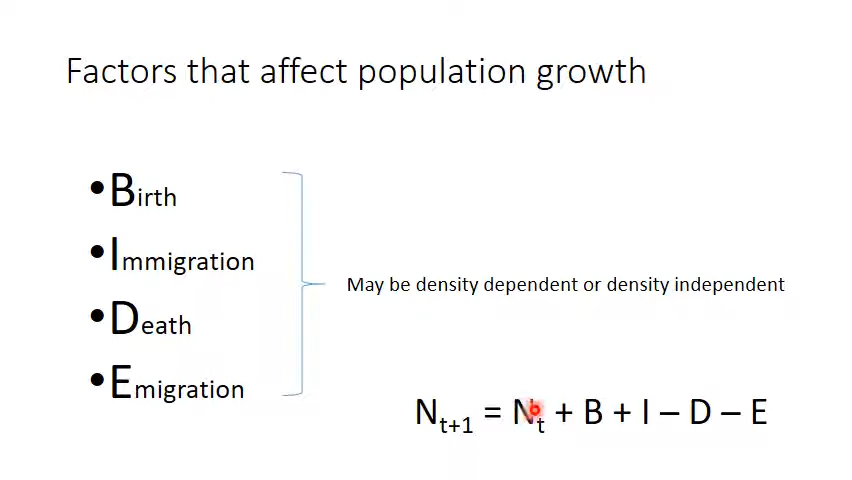 Factors that affect population growth
•Birth
•Immigration
•Death
•Emigration
May be density dependent or density independent
Nt+1 = Nt + B + I – D – E